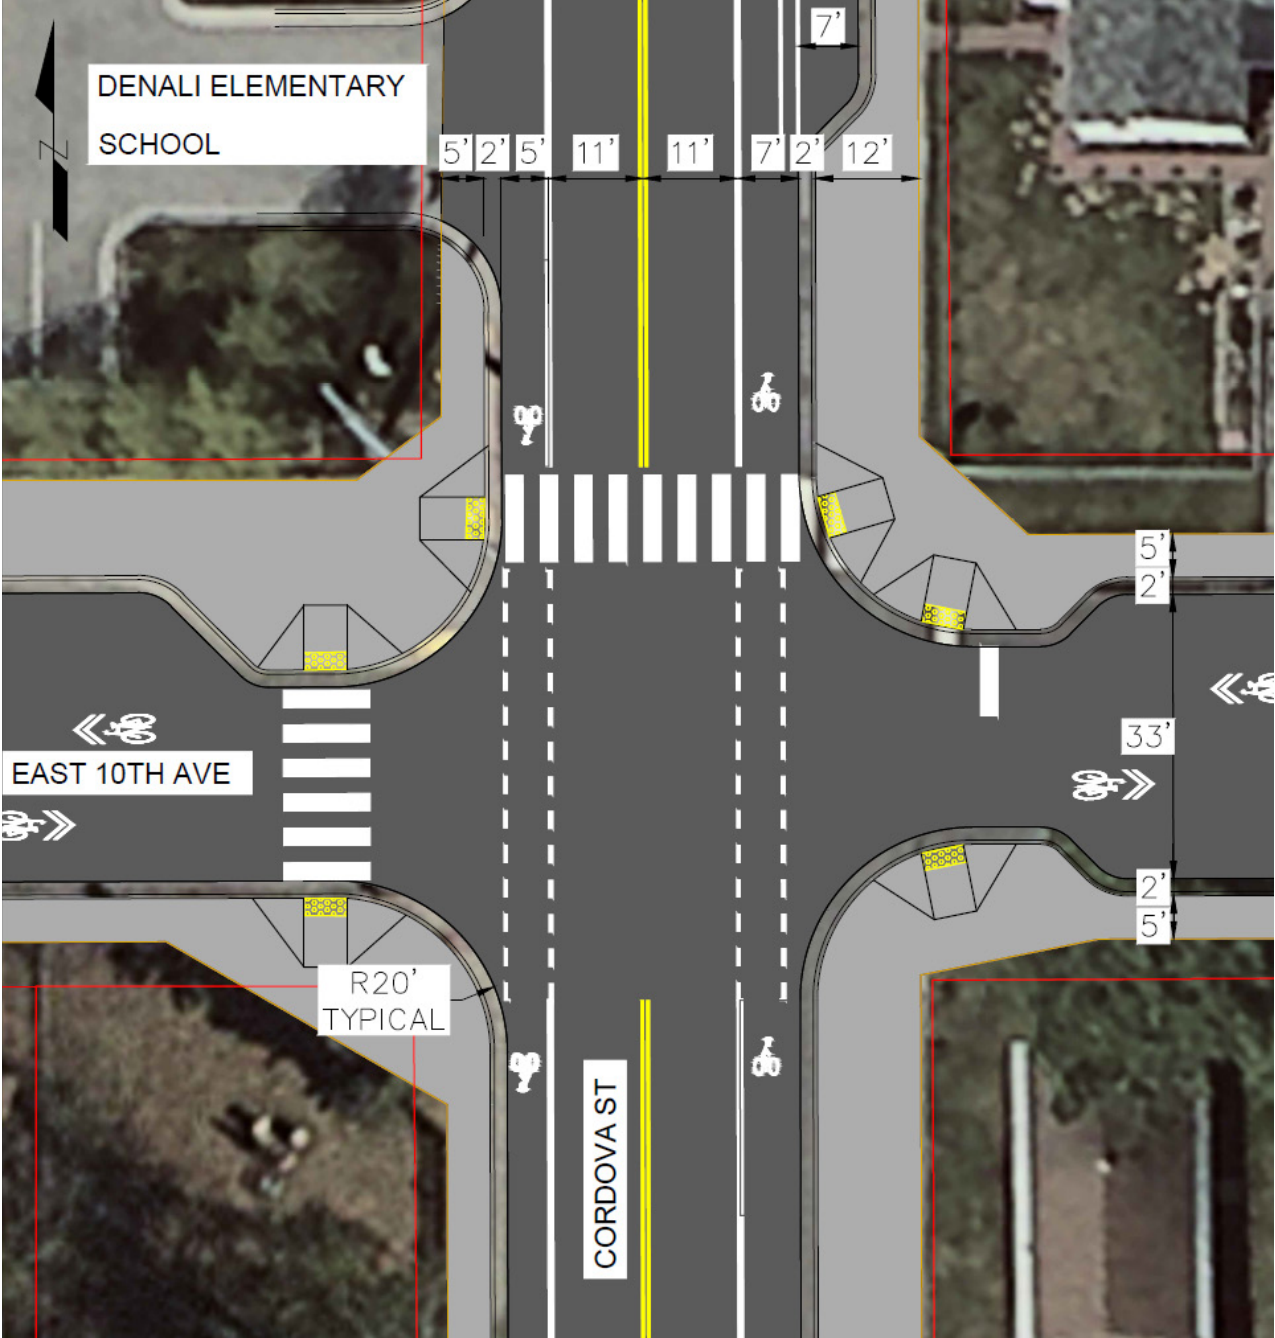 7'
DENALI ELEMENTARY
SCHOOL
N
5' 2' 5' 11' 11' 7' 2' 12'
5'
2'
33'
EAST 10TH AVE
2'
5'
R20'
TYPICAL
CORDOVA ST